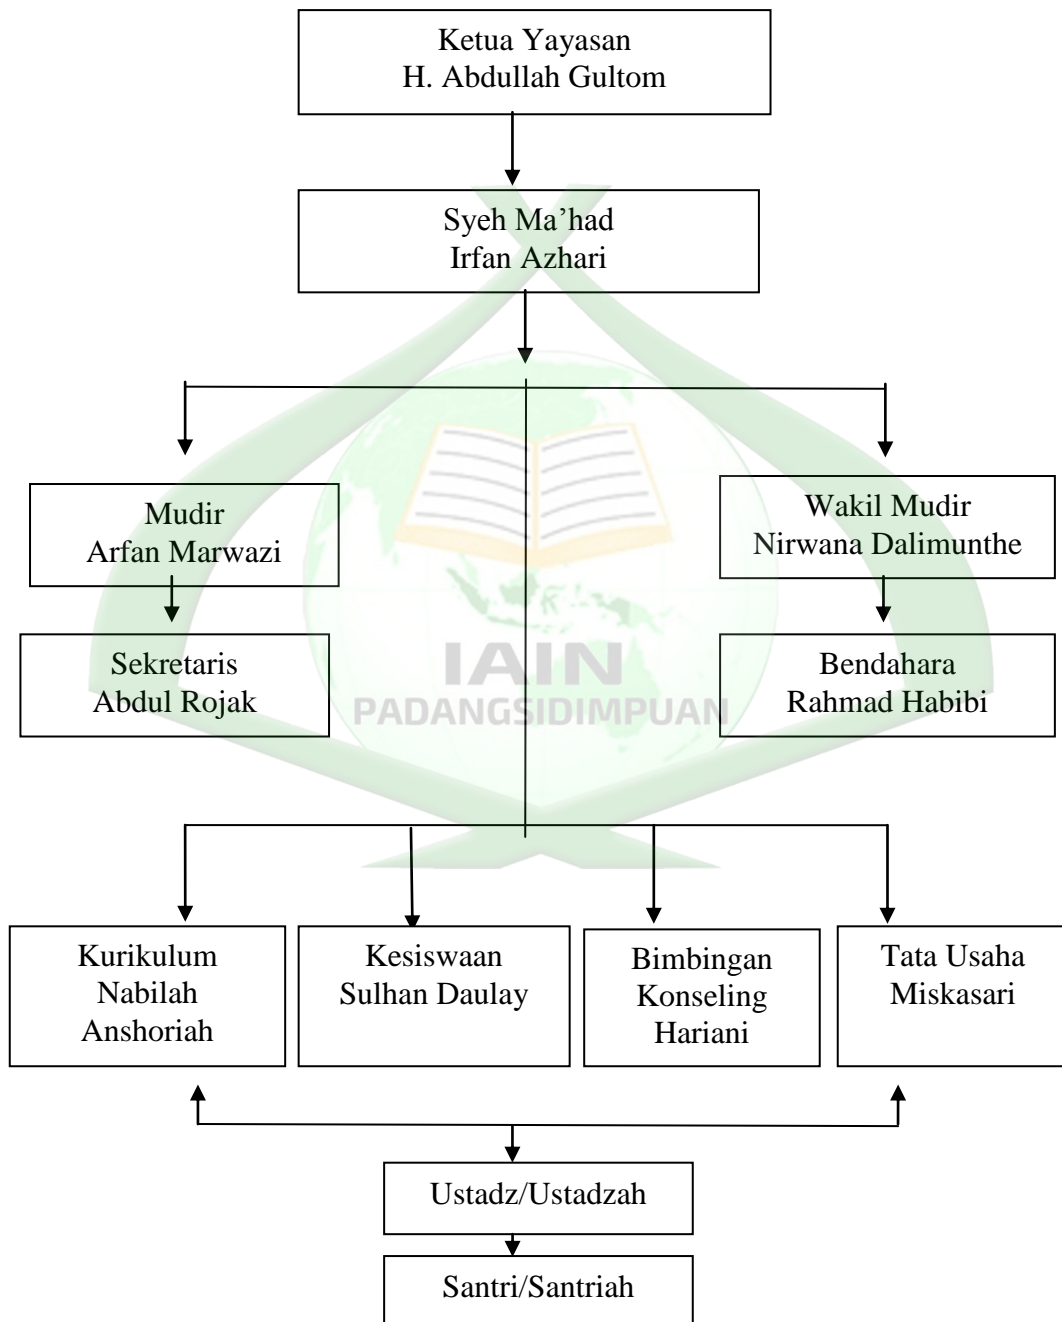 Ketua Yayasan
H. Abdullah Gultom
Syeh Ma’had
Irfan Azhari
Mudir
Arfan Marwazi
Wakil Mudir
Nirwana Dalimunthe
Sekretaris
Abdul Rojak
Bendahara
Rahmad Habibi
IAIN
PADANGSIDIMPUAN
Kurikulum
Nabilah
Anshoriah
Kesiswaan
Sulhan Daulay
Bimbingan
Konseling
Hariani
Tata Usaha
Miskasari
Ustadz/Ustadzah
Santri/Santriah